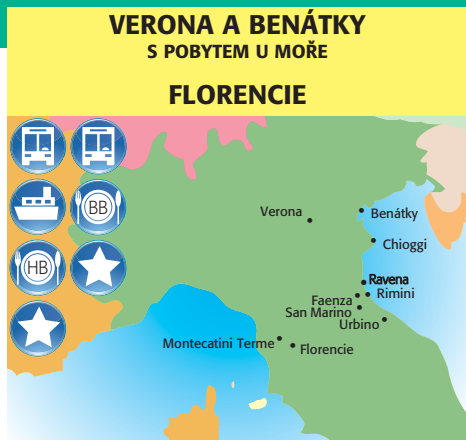 VERONA A BENÁTKY
S POBYTEM U MOŘE
FLORENCIE
BB
HB
Verona
Benátky
Chioggi
Ravena
Faenza
Rimini
San Marino
Urbino
Montecatini Terme
Florencie